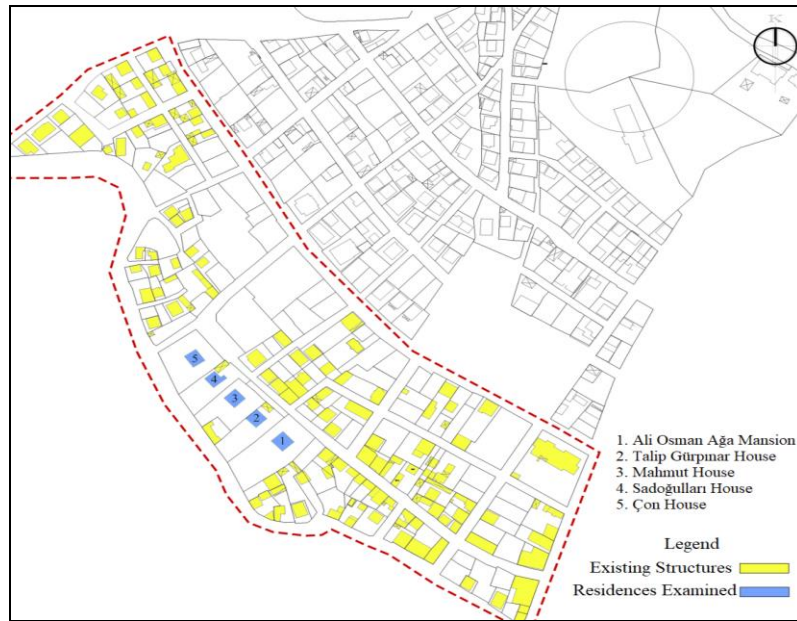 K
5
4
3
2
1
1. Ali Osman Ağa Mansion
2. Talip Gürpınar House
3. Mahmut House
4. Sadoğulları House
5. Çon House
Legend
Existing Structures
Residences Examined